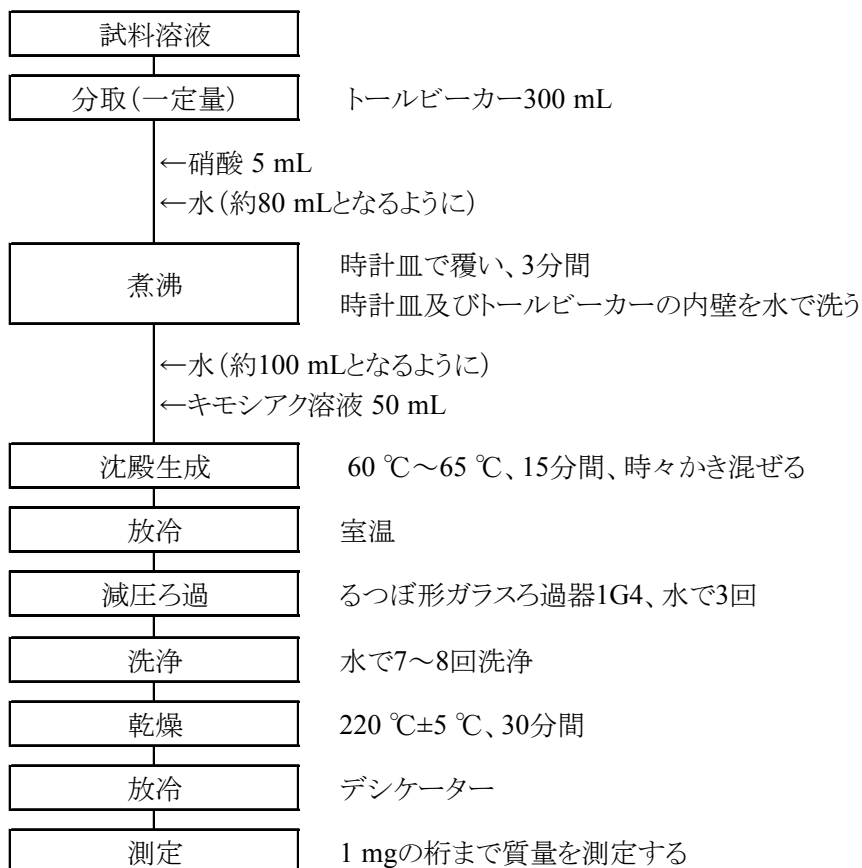 試料溶液
分取(一定量) トールビーカー300 mL
←硝酸 5 mL
←水(約80 mLとなるように)
煮沸
時計皿で覆い、3分間
時計皿及びトールビーカーの内壁を水で洗う
←水(約100 mLとなるように)
←キモシアク溶液 50 mL
沈殿生成 60 ℃~65 ℃、15分間、時々かき混ぜる
放冷 室温
減圧ろ過 るつぼ形ガラスろ過器1G4、水で3回
洗浄 水で7~8回洗浄
乾燥 220 ℃±5 ℃、30分間
放冷 デシケーター
測定 1 mgの桁まで質量を測定する